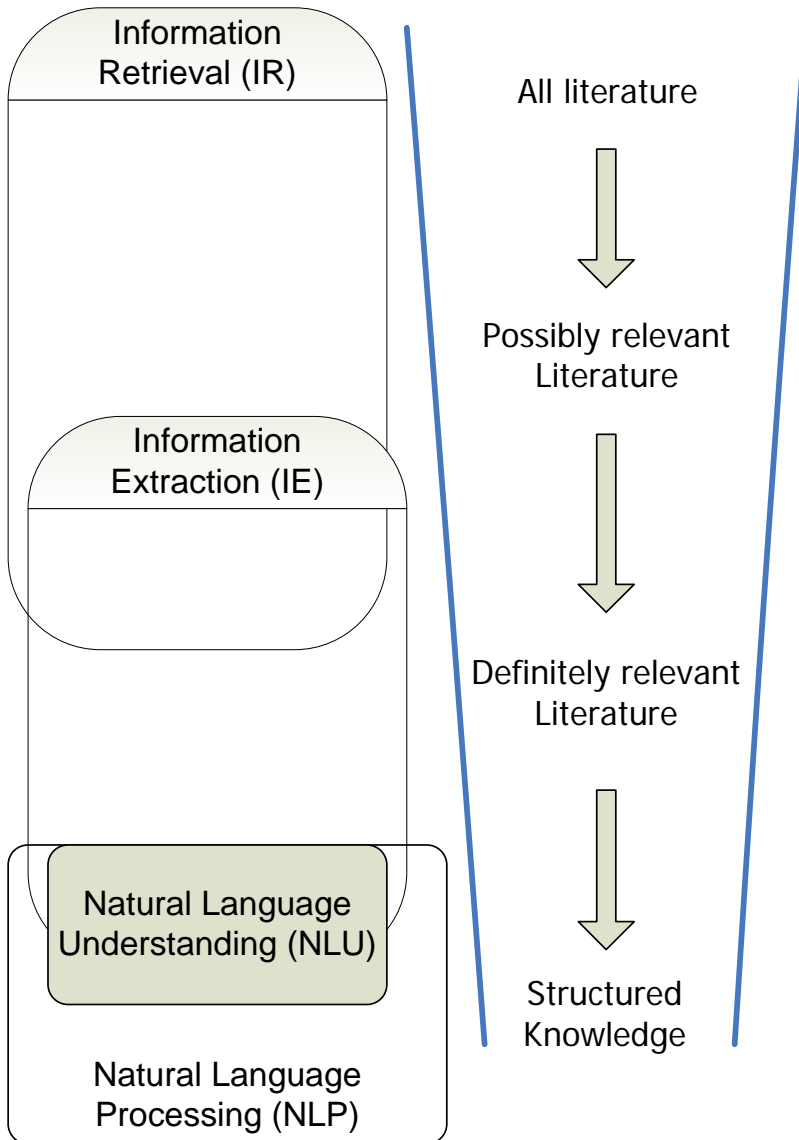 Information
Retrieval (IR)
All literature
Possibly relevant
Literature
Information
Extraction (IE)
Definitely relevant
Literature
Natural Language
Understanding (NLU)
Structured
Knowledge
Natural Language
Processing (NLP)